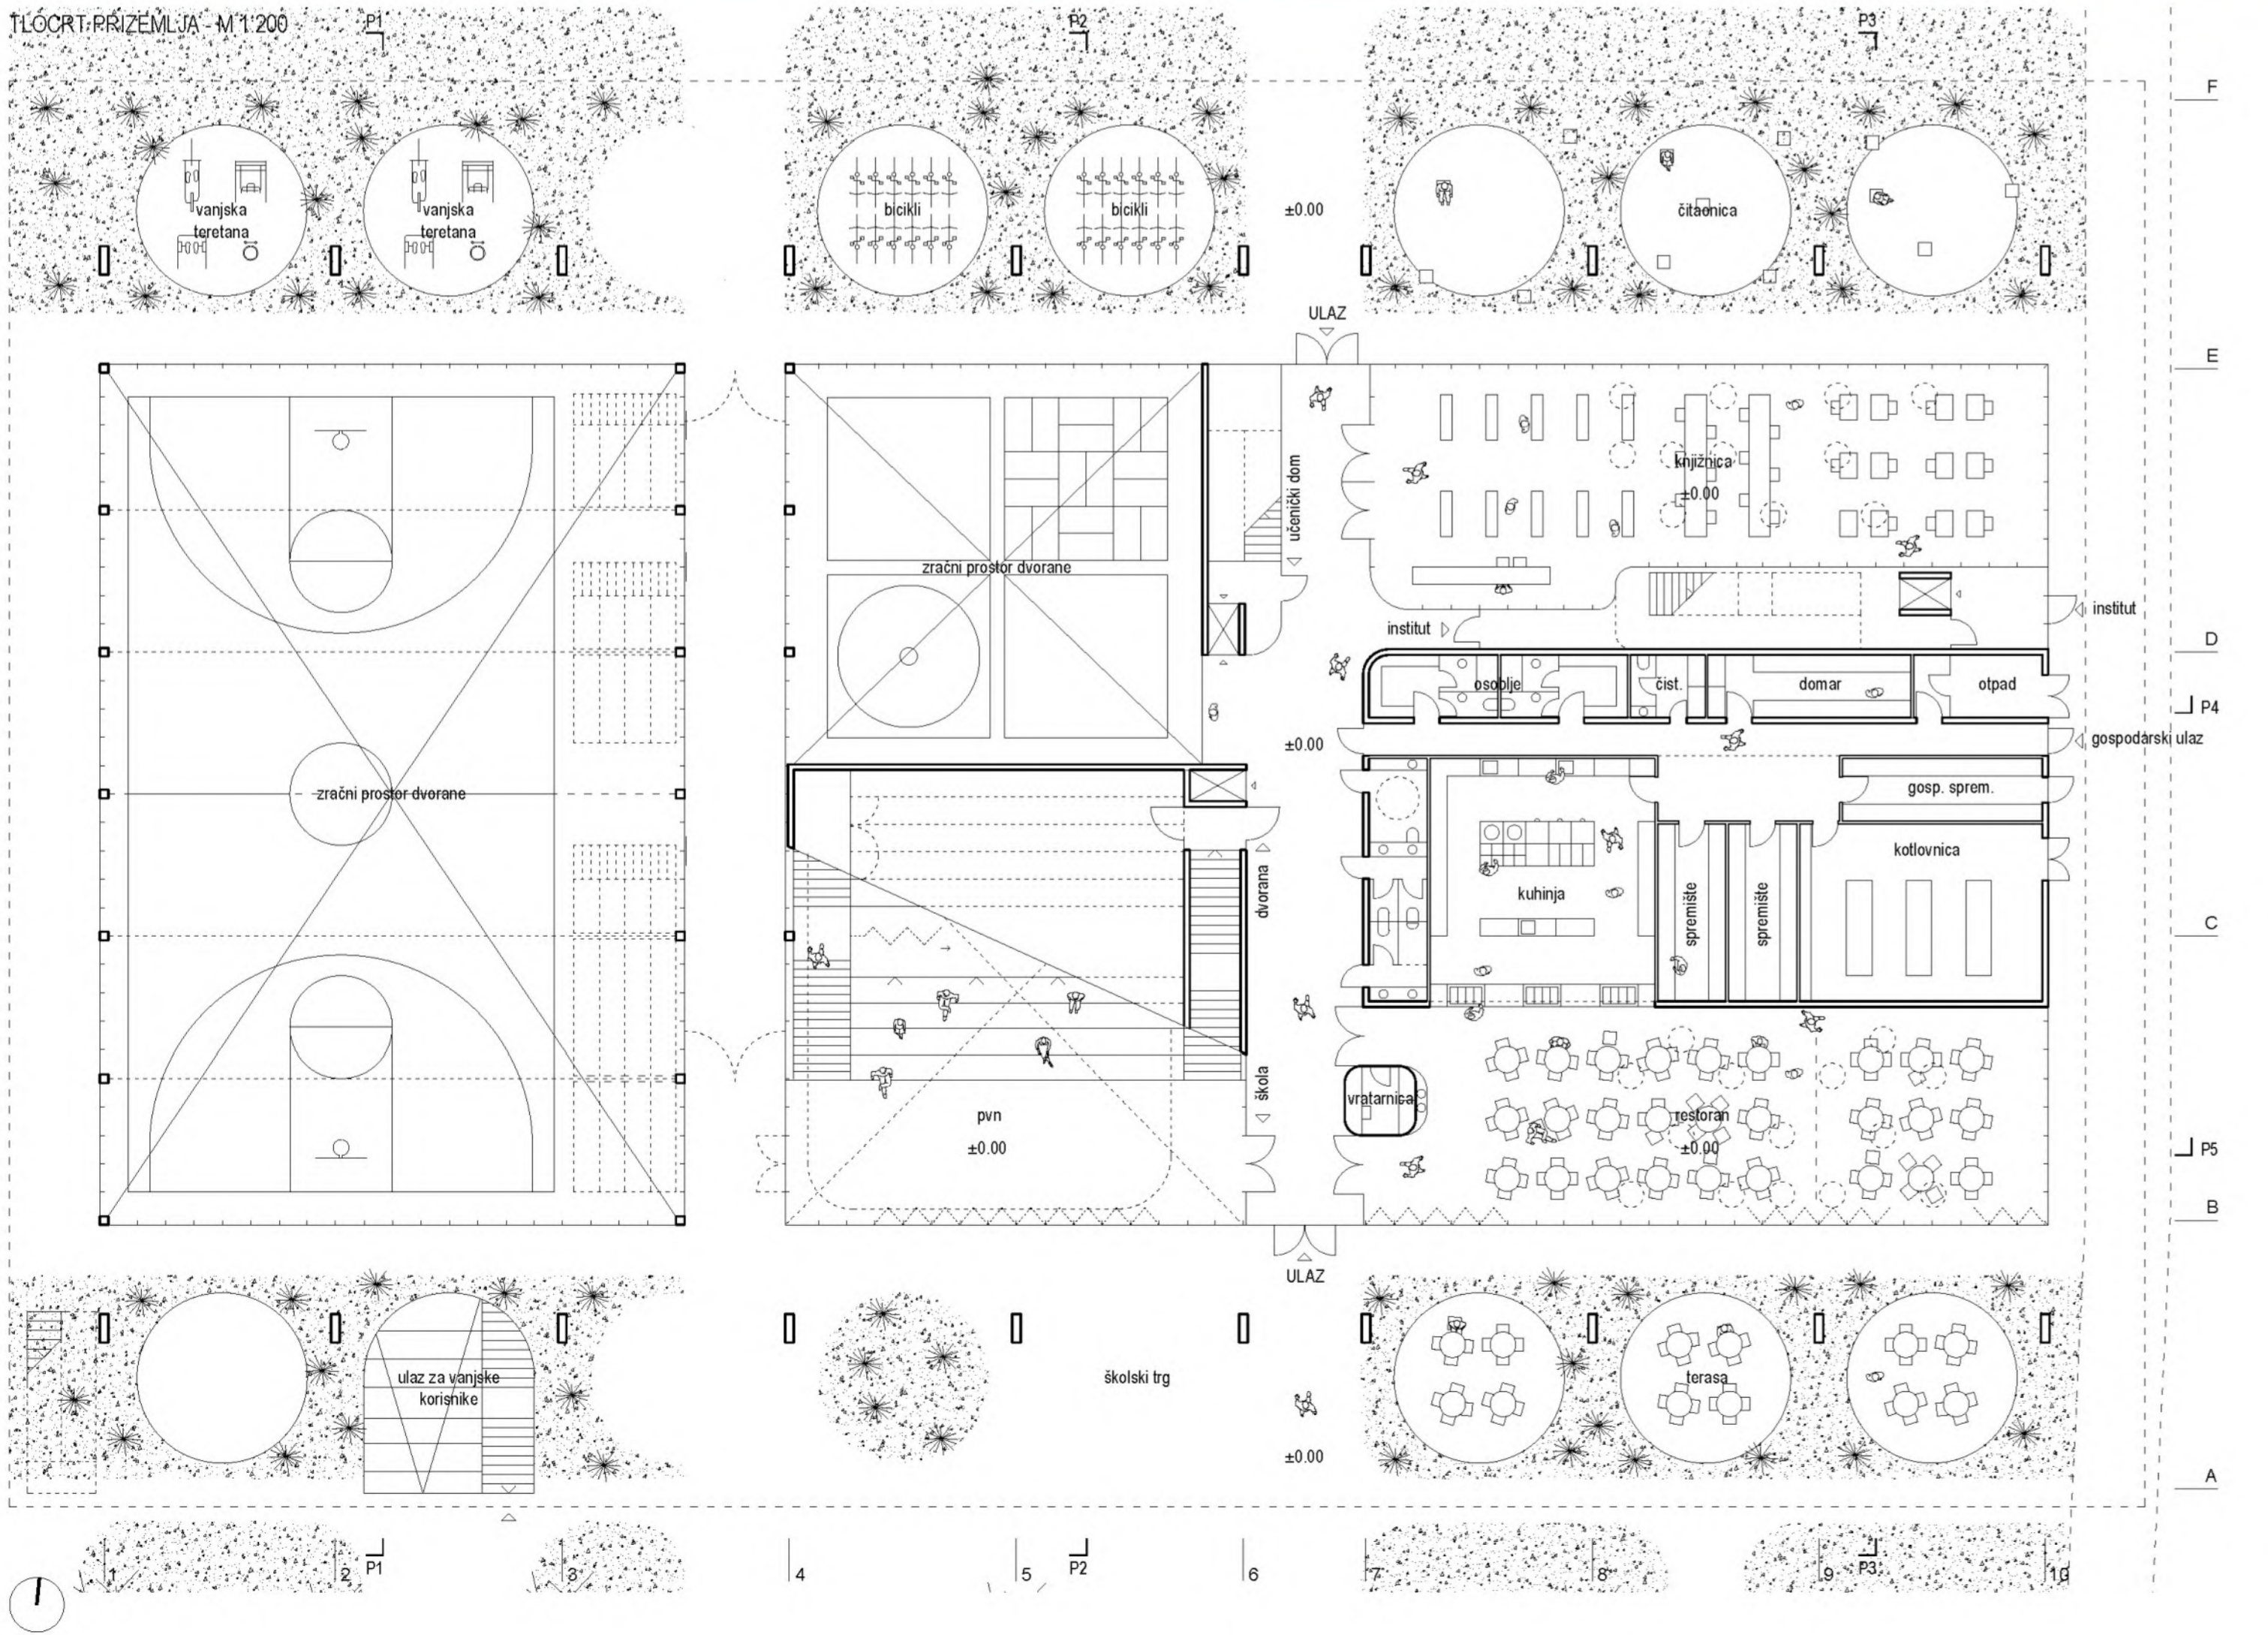 TLOCRT PRIZEMLJA - M 1:200
P1
P2
P3
F
vanjska
teretana
vanjska
teretana
bicikli
bicikli
±0.00
čitaonica
ULAZ
E
učenički dom
knjižnica
±0.00
zračni prostor dvorane
institut
institut
D
osoblje
čist.
domar
otpad
P4
±0.00
gospodarski ulaz
zračni prostor dvorane
gosp. sprem.
kotlovnica
dvorana
kuhinja
spremište
spremište
C
škola
vratarnica
pvn
±0.00
restoran
±0.00
P5
B
ULAZ
ulaz za vanjske
korisnike
školski trg
terasa
±0.00
A
1
2
P1
3
4
5
P2
6
7
8
9
P3
10